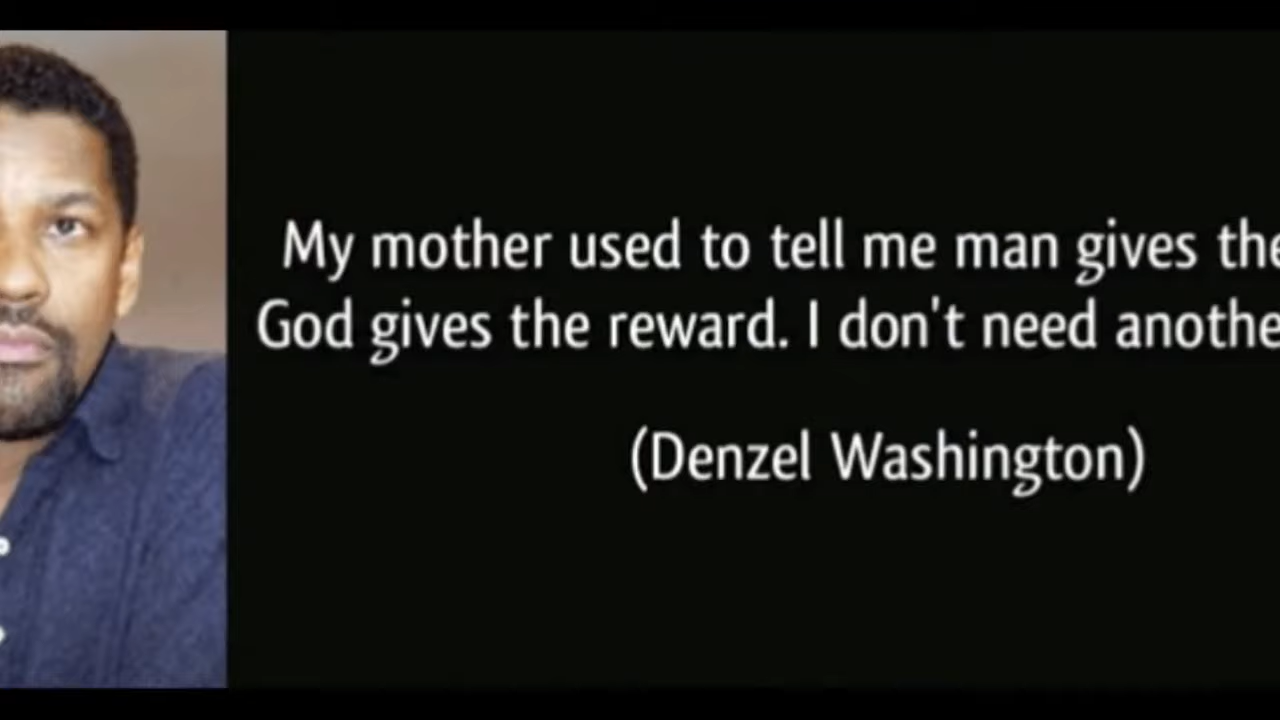 My mother used to tell me man gives the
God gives the reward. I don't need anothe
(Denzel Washington)